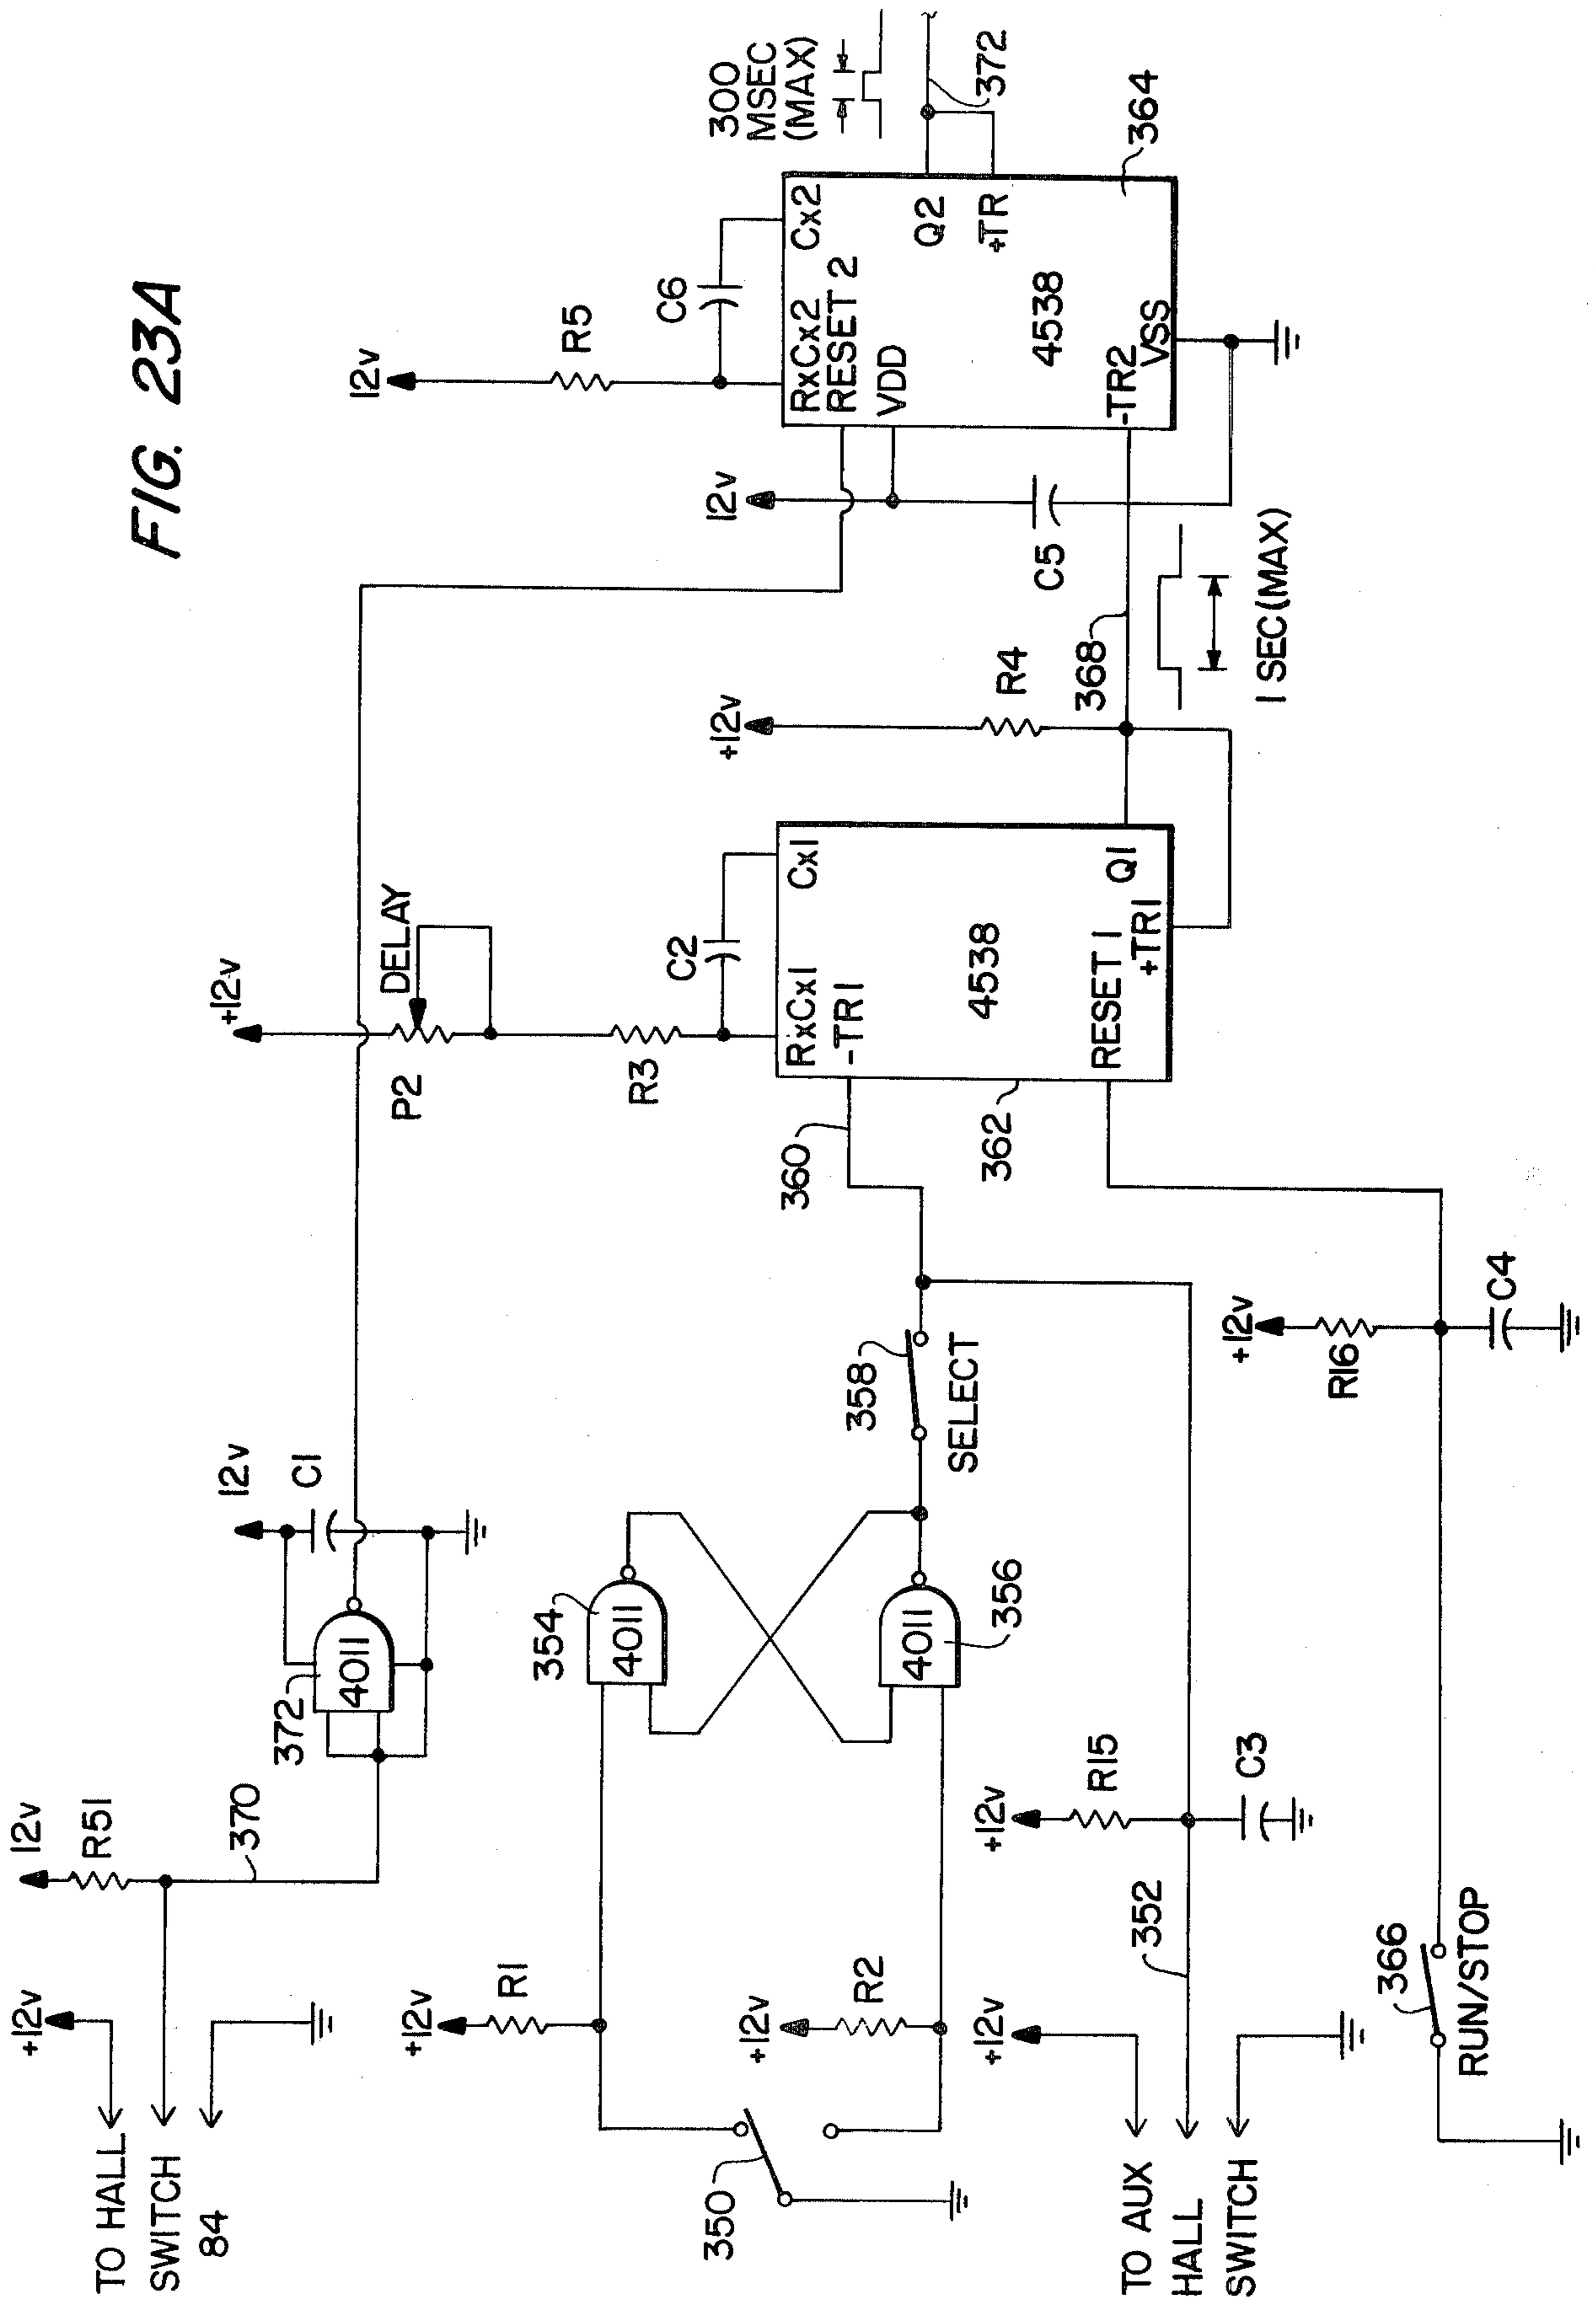 FIG. 23A
+12v
12v
R51
370
TO HALL
SWITCH
84
372
4011
12v
C1
+12v
R1
350
+12v
R2
354
4011
4011
356
358
SELECT
TO AUX
HALL
SWITCH
+12v
352
+12v
R15
C3
366
RUN/STOP
+12v
R16
C4
360
+12v
P2
DELAY
R3
C2
RxCx1
Cx1
-TR1
4538
RESET 1
Q1
+TR1
362
+12v
R4
368
1 SEC(MAX)
12v
C5
12v
R5
C6
RxCx2
Cx2
RESET 2
VDD
Q2
+TR
4538
-TR2
VSS
364
372
300
MSEC
(MAX)